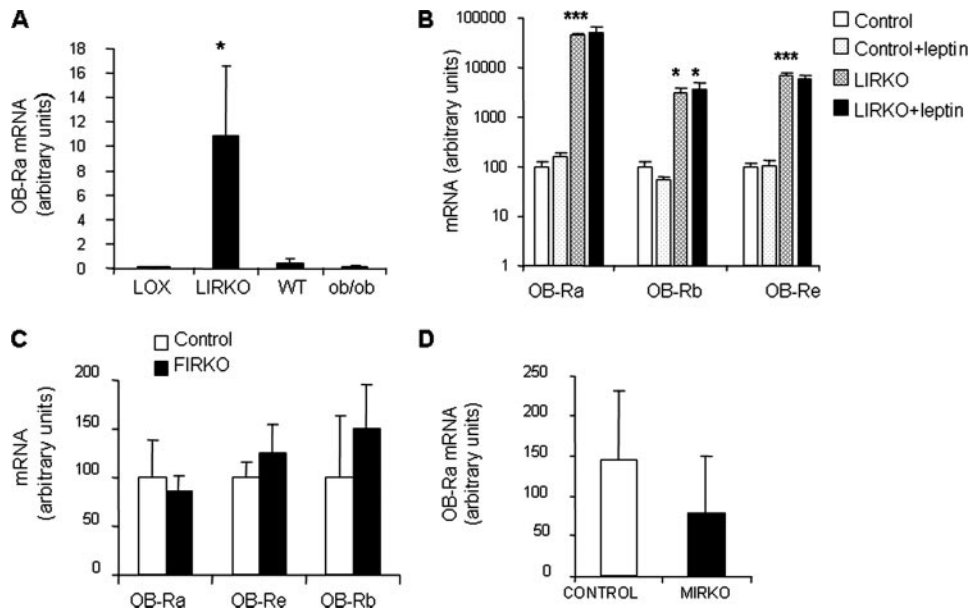 A
OB-Ra mRNA
(arbitrary units)
18
16
14
12
10
8
6
4
2
0
*
LOX LIRKO WT ob/ob
B
mRNA (arbitrary units)
100000
10000
1000
100
10
1
*** * * ***
OB-Ra OB-Rb OB-Re
Control
Control+leptin
LIRKO
LIRKO+leptin
C
Control
FIRKO
mRNA
(arbitrary units)
200
150
100
50
0
OB-Ra OB-Re OB-Rb
D
OB-Ra mRNA
(arbitrary units)
250
200
150
100
50
0
CONTROL MIRKO